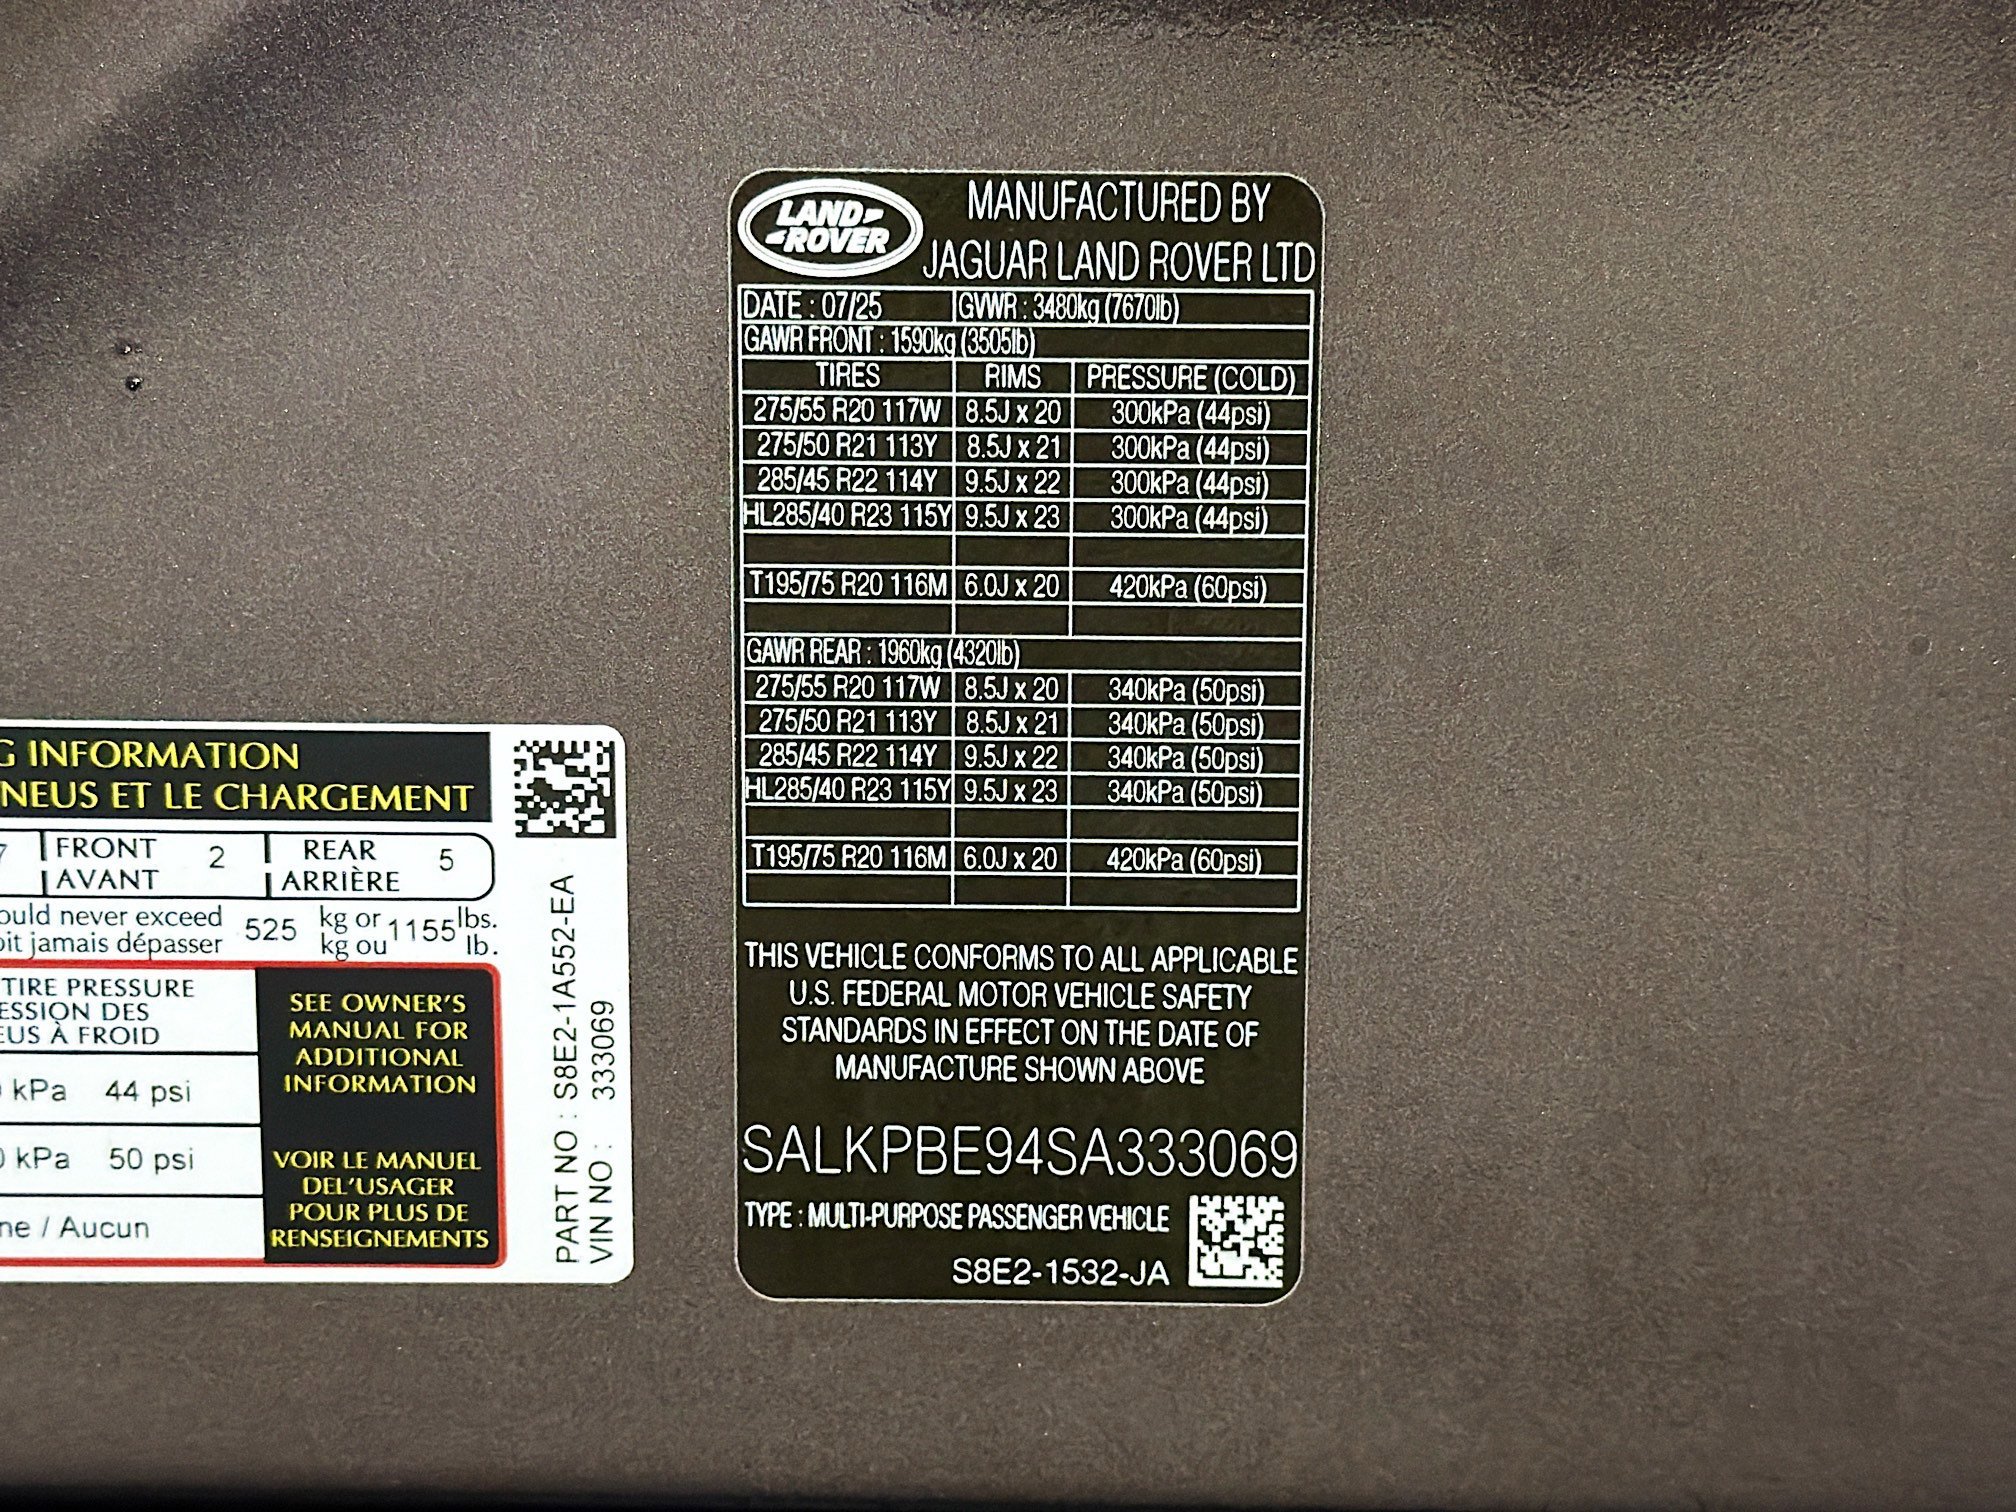 G INFORMATION
NEUS ET LE CHARGEMENT
FRONT 2 REAR 5
AVANT ARRIÈRE
never exceed 525 kg or 1155 lbs.
jamais dépasser kg ou lb.
TIRE PRESSURE
ESSION DES
EUS À FROID
kPa 44 psi
kPa 50 psi
ne / Aucun
SEE OWNER'S
MANUAL FOR
ADDITIONAL
INFORMATION
VOIR LE MANUEL
DEL'USAGER
POUR PLUS DE
RENSEIGNEMENTS
PART NO : S8E2-1A552-EA
VIN NO : 333069
LAND
ROVER
MANUFACTURED BY
JAGUAR LAND ROVER LTD
DATE : 07/25 GVWR : 3480kg (7670lb)
GAWR FRONT : 1590kg (3505lb)
TIRES RIMS PRESSURE (COLD)
275/55 R20 117W 8.5J x 20 300kPa (44psi)
275/50 R21 113Y 8.5J x 21 300kPa (44psi)
285/45 R22 114Y 9.5J x 22 300kPa (44psi)
HL285/40 R23 115Y 9.5J x 23 300kPa (44psi)
T195/75 R20 116M 6.0J x 20 420kPa (60psi)
GAWR REAR : 1960kg (4320lb)
275/55 R20 117W 8.5J x 20 340kPa (50psi)
275/50 R21 113Y 8.5J x 21 340kPa (50psi)
285/45 R22 114Y 9.5J x 22 340kPa (50psi)
HL285/40 R23 115Y 9.5J x 23 340kPa (50psi)
T195/75 R20 116M 6.0J x 20 420kPa (60psi)
THIS VEHICLE CONFORMS TO ALL APPLICABLE
U.S. FEDERAL MOTOR VEHICLE SAFETY
STANDARDS IN EFFECT ON THE DATE OF
MANUFACTURE SHOWN ABOVE
SALKPBE94SA333069
TYPE : MULTI-PURPOSE PASSENGER VEHICLE
S8E2-1532-JA